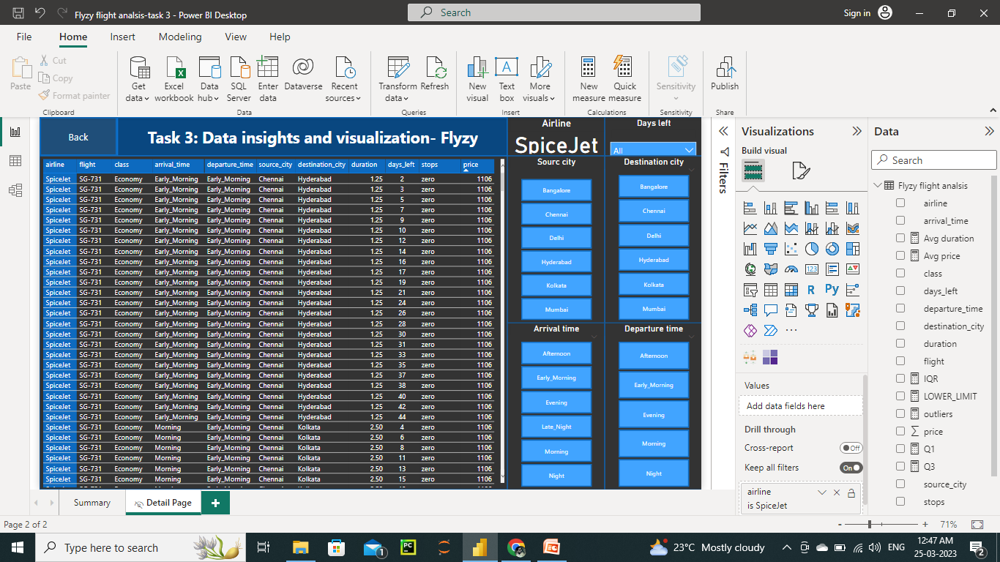 Flyzy flight analsis-task 3 - Power BI Desktop
Search
Sign in
File Home Insert Modeling View Help
Paste
Cut
Copy
Format painter
Clipboard
Get data
Excel workbook
Data hub
SQL Server
Enter data
Dataverse
Recent sources
Data
Transform data
Refresh
Queries
New visual
Text box
More visuals
Insert
New measure
Quick measure
Calculations
Sensitivity
Sensitivity
Publish
Share
Back
Task 3: Data insights and visualization- Flyzy
Airline
SpiceJet
Days left
All
airline flight class arrival_time departure_time source_city destination_city duration days_left stops price
SpiceJet SG-731 Economy Early_Morning Early_Morning Chennai Hyderabad 1.25 2 zero 1106
SpiceJet SG-731 Economy Early_Morning Early_Morning Chennai Hyderabad 1.25 3 zero 1106
SpiceJet SG-731 Economy Early_Morning Early_Morning Chennai Hyderabad 1.25 5 zero 1106
SpiceJet SG-731 Economy Early_Morning Early_Morning Chennai Hyderabad 1.25 7 zero 1106
SpiceJet SG-731 Economy Early_Morning Early_Morning Chennai Hyderabad 1.25 9 zero 1106
SpiceJet SG-731 Economy Early_Morning Early_Morning Chennai Hyderabad 1.25 10 zero 1106
SpiceJet SG-731 Economy Early_Morning Early_Morning Chennai Hyderabad 1.25 12 zero 1106
SpiceJet SG-731 Economy Early_Morning Early_Morning Chennai Hyderabad 1.25 14 zero 1106
SpiceJet SG-731 Economy Early_Morning Early_Morning Chennai Hyderabad 1.25 16 zero 1106
SpiceJet SG-731 Economy Early_Morning Early_Morning Chennai Hyderabad 1.25 17 zero 1106
SpiceJet SG-731 Economy Early_Morning Early_Morning Chennai Hyderabad 1.25 19 zero 1106
SpiceJet SG-731 Economy Early_Morning Early_Morning Chennai Hyderabad 1.25 21 zero 1106
SpiceJet SG-731 Economy Early_Morning Early_Morning Chennai Hyderabad 1.25 24 zero 1106
SpiceJet SG-731 Economy Early_Morning Early_Morning Chennai Hyderabad 1.25 26 zero 1106
SpiceJet SG-731 Economy Early_Morning Early_Morning Chennai Hyderabad 1.25 28 zero 1106
SpiceJet SG-731 Economy Early_Morning Early_Morning Chennai Hyderabad 1.25 30 zero 1106
SpiceJet SG-731 Economy Early_Morning Early_Morning Chennai Hyderabad 1.25 31 zero 1106
SpiceJet SG-731 Economy Early_Morning Early_Morning Chennai Hyderabad 1.25 33 zero 1106
SpiceJet SG-731 Economy Early_Morning Early_Morning Chennai Hyderabad 1.25 35 zero 1106
SpiceJet SG-731 Economy Early_Morning Early_Morning Chennai Hyderabad 1.25 37 zero 1106
SpiceJet SG-731 Economy Early_Morning Early_Morning Chennai Hyderabad 1.25 38 zero 1106
SpiceJet SG-731 Economy Early_Morning Early_Morning Chennai Hyderabad 1.25 40 zero 1106
SpiceJet SG-731 Economy Early_Morning Early_Morning Chennai Hyderabad 1.25 42 zero 1106
SpiceJet SG-731 Economy Early_Morning Early_Morning Chennai Hyderabad 1.25 44 zero 1106
SpiceJet SG-731 Economy Morning Early_Morning Chennai Kolkata 2.50 4 zero 1106
SpiceJet SG-731 Economy Morning Early_Morning Chennai Kolkata 2.50 6 zero 1106
SpiceJet SG-731 Economy Morning Early_Morning Chennai Kolkata 2.50 8 zero 1106
SpiceJet SG-731 Economy Morning Early_Morning Chennai Kolkata 2.50 11 zero 1106
SpiceJet SG-731 Economy Morning Early_Morning Chennai Kolkata 2.50 13 zero 1106
SpiceJet SG-731 Economy Morning Early_Morning Chennai Kolkata 2.50 15 zero 1106
Sourc city
Bangalore
Chennai
Delhi
Hyderabad
Kolkata
Mumbai
Destination city
Bangalore
Chennai
Delhi
Hyderabad
Kolkata
Mumbai
Arrival time
Afternoon
Early_Morning
Evening
Late_Night
Morning
Night
Departure time
Afternoon
Early_Morning
Evening
Morning
Night
Filters
Visualizations
Build visual
123
R Py
Values
Add data fields here
Drill through
Cross-report Off
Keep all filters On
airline
is SpiceJet
Data
Search
Flyzy flight analsis
airline
arrival_time
Avg duration
Avg price
class
days_left
departure_time
destination_city
duration
flight
IQR
LOWER_LIMIT
outliers
price
Q1
Q3
source_city
stops
Summary
Detail Page
Page 2 of 2
71%
Type here to search
1
PC
23°C Mostly cloudy
ENG
12:47 AM
25-03-2023
2